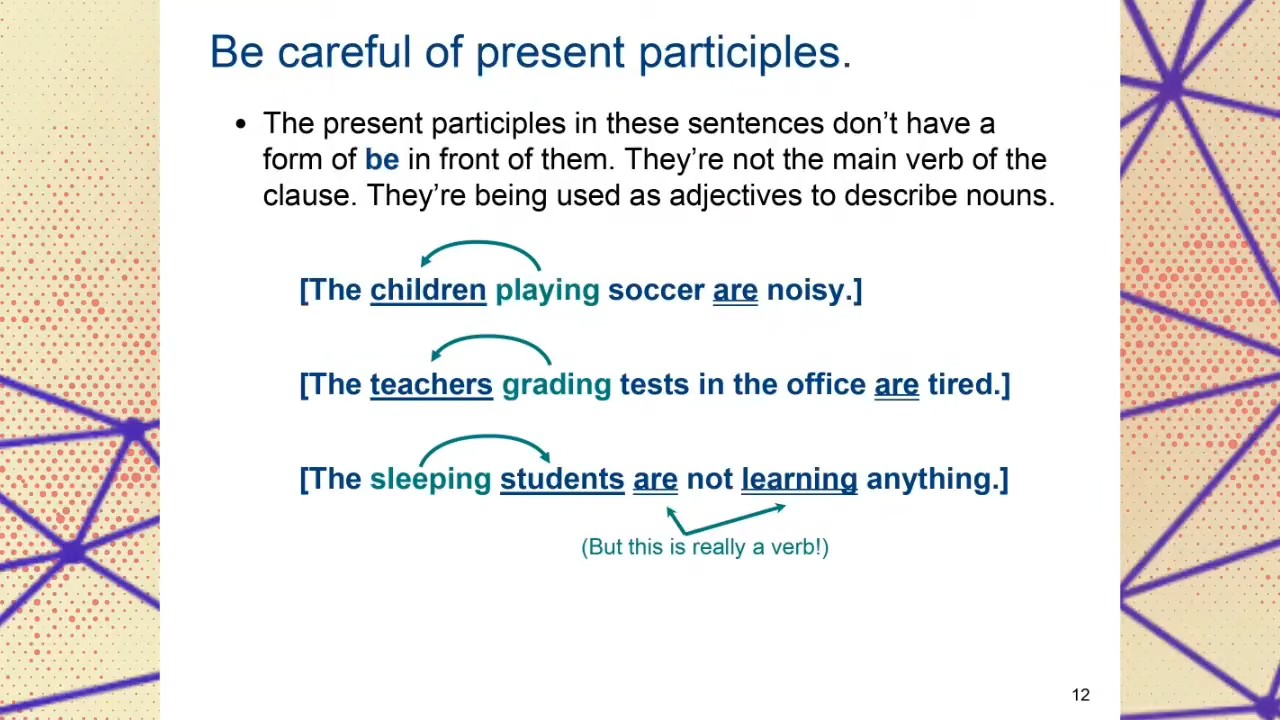 Be careful of present participles.
• The present participles in these sentences don’t have a
form of be in front of them. They’re not the main verb of the
clause. They’re being used as adjectives to describe nouns.
[The children playing soccer are noisy.]
[The teachers grading tests in the office are tired.]
[The sleeping students are not learning anything.]
(But this is really a verb!)
12